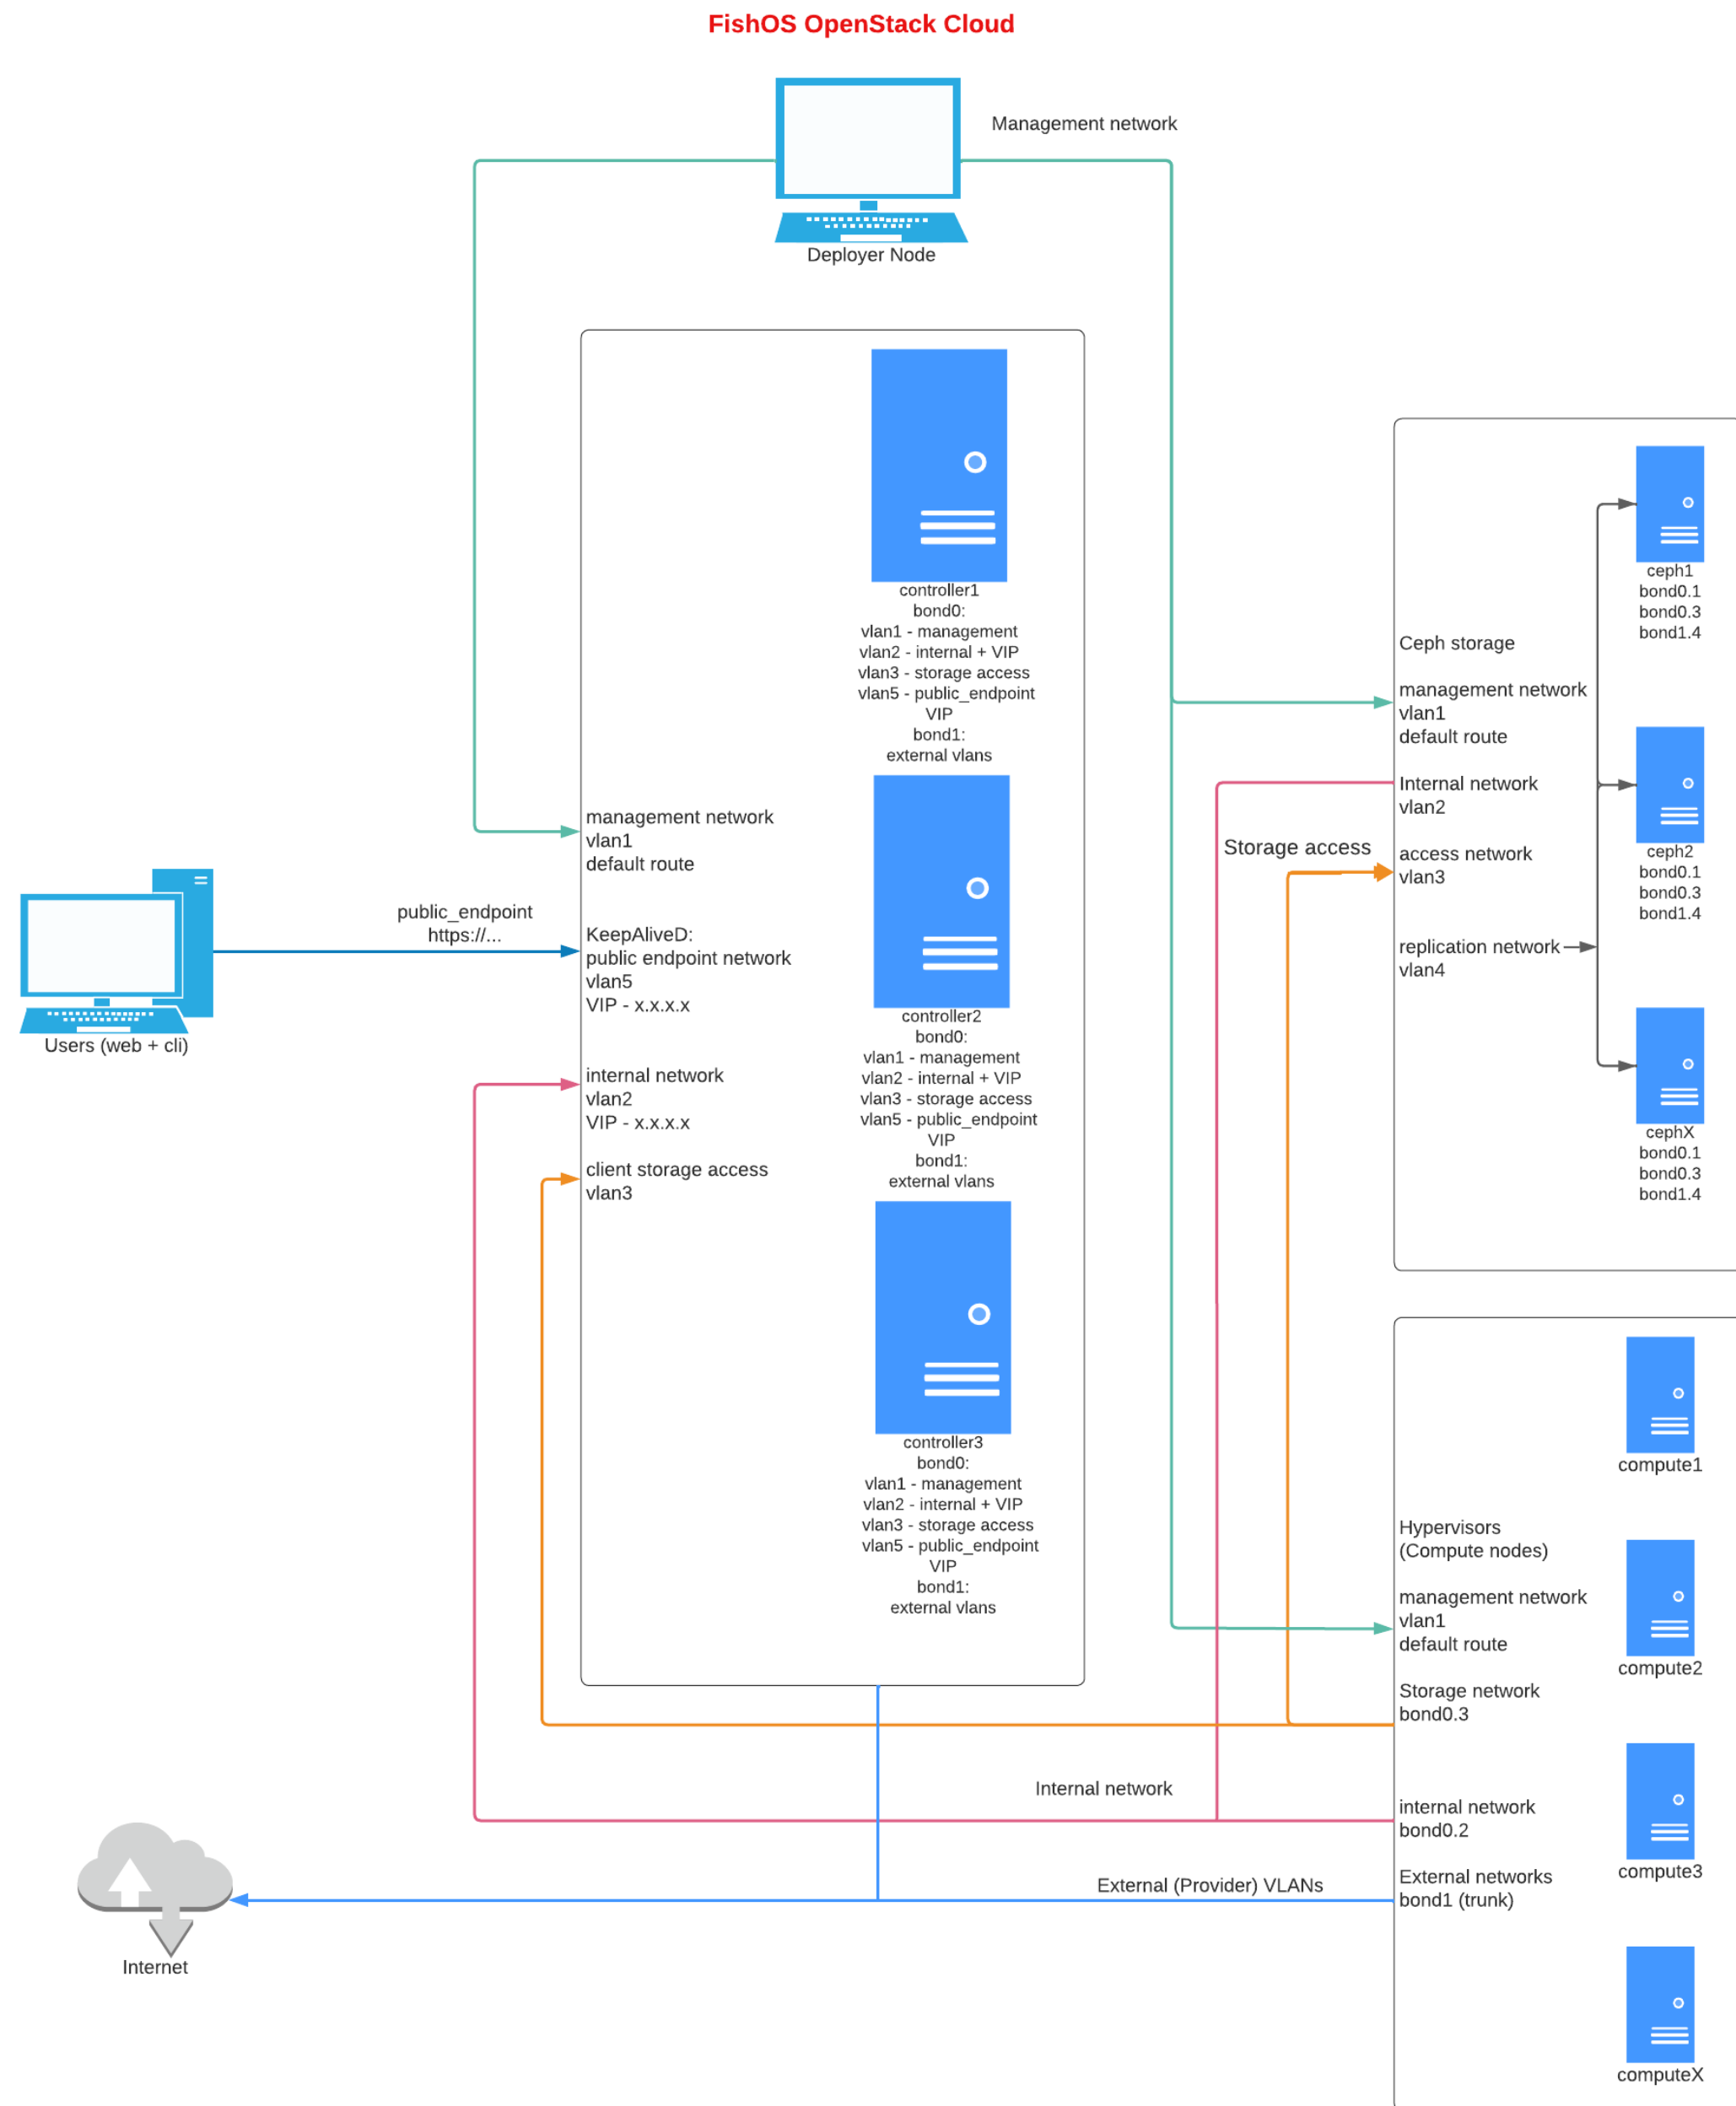 FishOS OpenStack Cloud
Management network
Deployer Node
controller1
bond0:
vlan1 - management
vlan2 - internal + VIP
vlan3 - storage access
vlan5 - public_endpoint
VIP
bond1:
external vlans
management network
vlan1
default route
public_endpoint
https://...
KeepAliveD:
public endpoint network
vlan5
VIP - x.x.x.x
Users (web + cli)
internal network
vlan2
VIP - x.x.x.x
client storage access
vlan3
controller2
bond0:
vlan1 - management
vlan2 - internal + VIP
vlan3 - storage access
vlan5 - public_endpoint
VIP
bond1:
external vlans
controller3
bond0:
vlan1 - management
vlan2 - internal + VIP
vlan3 - storage access
vlan5 - public_endpoint
VIP
bond1:
external vlans
Ceph storage
management network
vlan1
default route
Internal network
vlan2
Storage access
access network
vlan3
replication network
vlan4
ceph1
bond0.1
bond0.3
bond1.4
ceph2
bond0.1
bond0.3
bond1.4
cephX
bond0.1
bond0.3
bond1.4
Hypervisors
(Compute nodes)
management network
vlan1
default route
Storage network
bond0.3
internal network
bond0.2
External networks
bond1 (trunk)
compute1
compute2
compute3
computeX
Internal network
External (Provider) VLANs
Internet